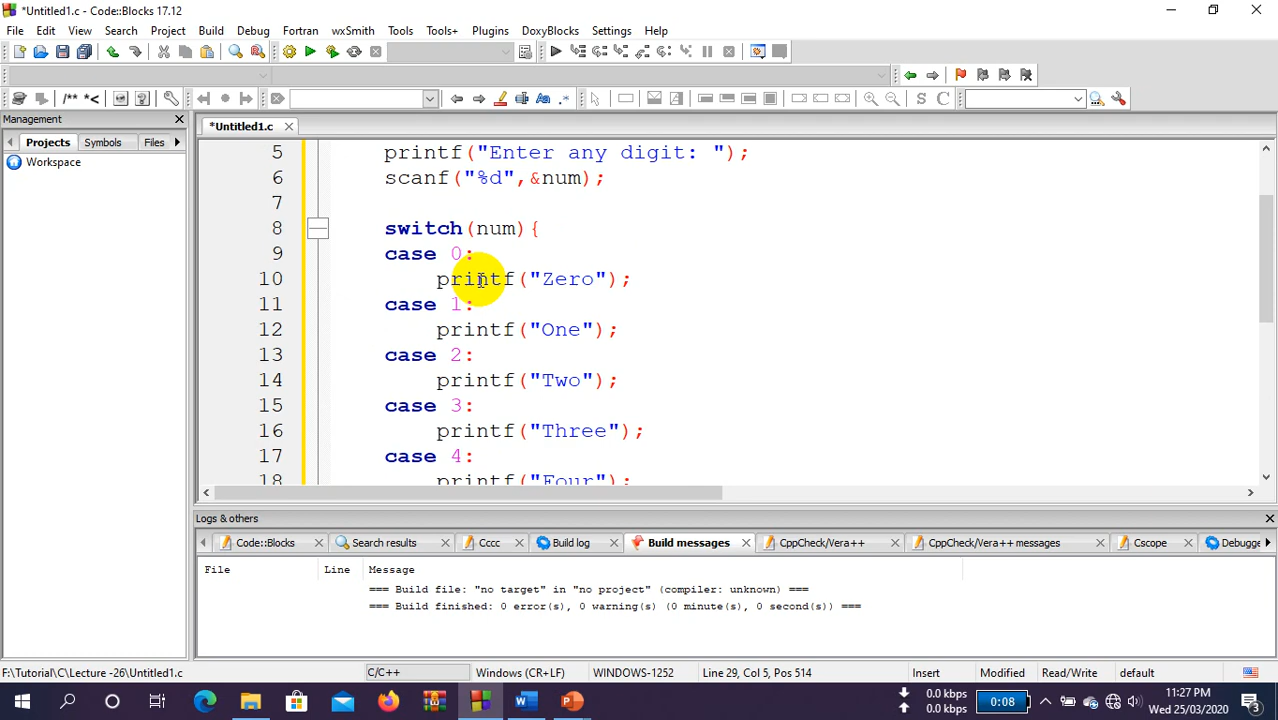 *Untitled1.c - Code::Blocks 17.12
File Edit View Search Project Build Debug Fortran wxSmith Tools Tools+ Plugins DoxyBlocks Settings Help
/** *<
S C
Management
*Untitled1.c
Projects Symbols Files
Workspace
5 printf("Enter any digit: ");
6 scanf("%d",&num);
7
8 switch(num){
9 case 0:
10 printf("Zero");
11 case 1:
12 printf("One");
13 case 2:
14 printf("Two");
15 case 3:
16 printf("Three");
17 case 4:
18 printf("Four");
Logs & others
Code::Blocks Search results Cccc Build log Build messages CppCheck/Vera++ CppCheck/Vera++ messages Cscope Debugge
File Line Message
=== Build file: "no target" in "no project" (compiler: unknown) ===
=== Build finished: 0 error(s), 0 warning(s) (0 minute(s), 0 second(s)) ===
F:\Tutorial\C\Lecture -26\Untitled1.c C/C++ Windows (CR+LF) WINDOWS-1252 Line 29, Col 5, Pos 514 Insert Modified Read/Write default
0.0 kbps
0.0 kbps
0:08
11:27 PM
Wed 25/03/2020
3